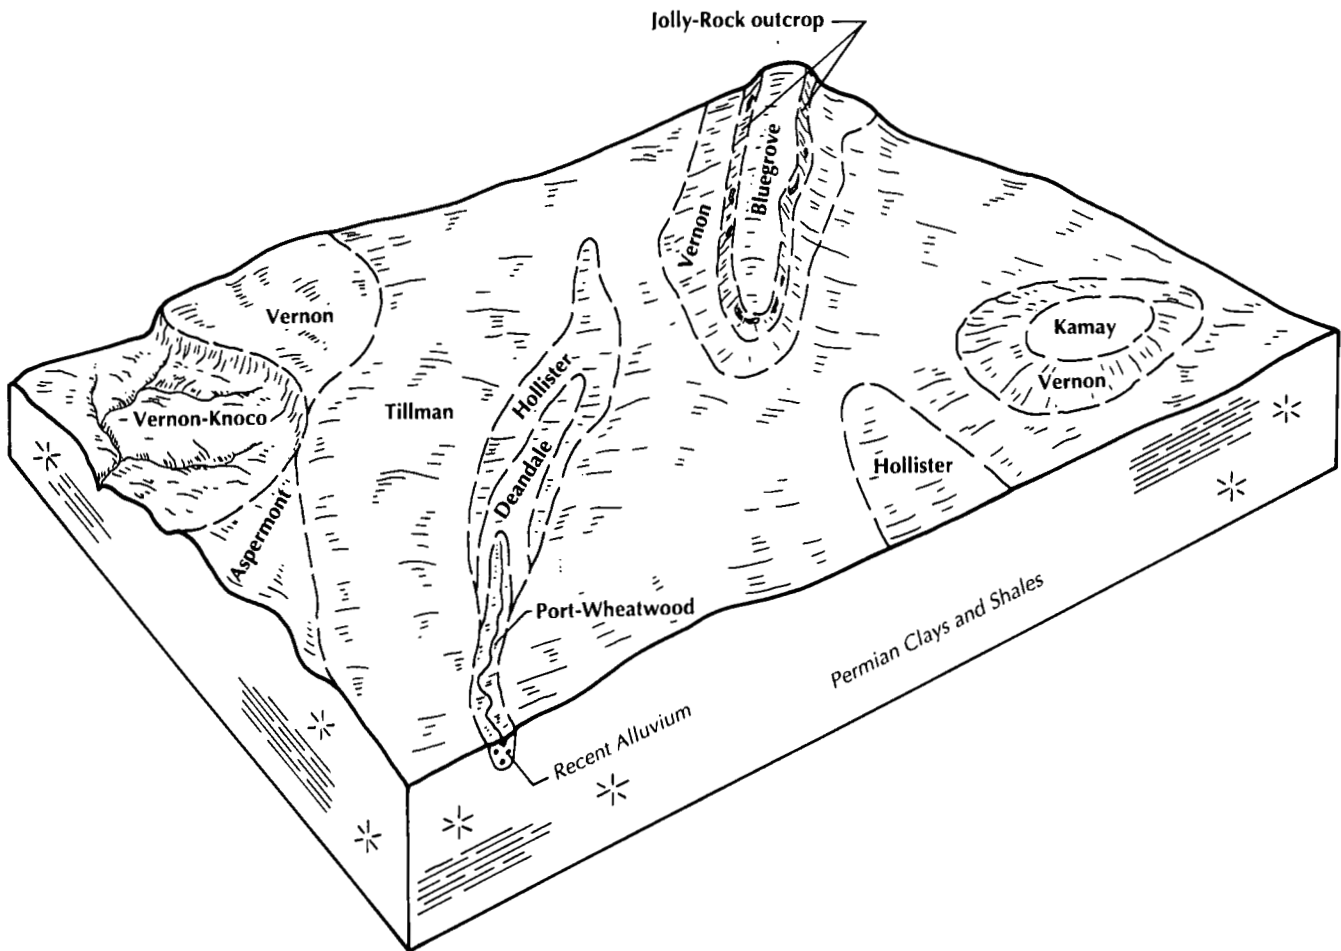 Jolly-Rock outcrop
Bluegrove
Vernon
Vernon
Kamay
Vernon
Hollister
Vernon-Knoco
Tillman
Deandale
Hollister
Aspermont
Port-Wheatwood
Permian Clays and Shales
Recent Alluvium